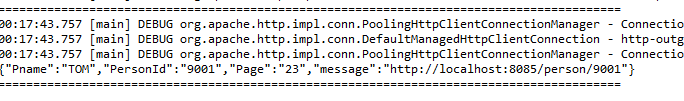 =====================================================================
00:17:43.757 [main] DEBUG org.apache.http.impl.conn.PoolingHttpClientConnectionManager - Connectio
00:17:43.757 [main] DEBUG org.apache.http.impl.conn.DefaultManagedHttpClientConnection - http-outg
00:17:43.757 [main] DEBUG org.apache.http.impl.conn.PoolingHttpClientConnectionManager - Connectio
{"Pname":"TOM","PersonId":"9001","Page":"23","message":"http://localhost:8085/person/9001"}
=====================================================================